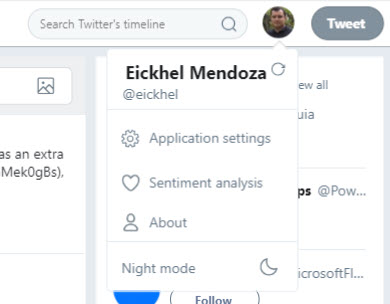 Search Twitter's timeline
Tweet
Eickhel Mendoza
@eickhel
ew all
uia
as an extra
Mek0gBs),
Application settings
Sentiment analysis
ps @Pow...
About
Night mode
icrosoftFl...
Follow